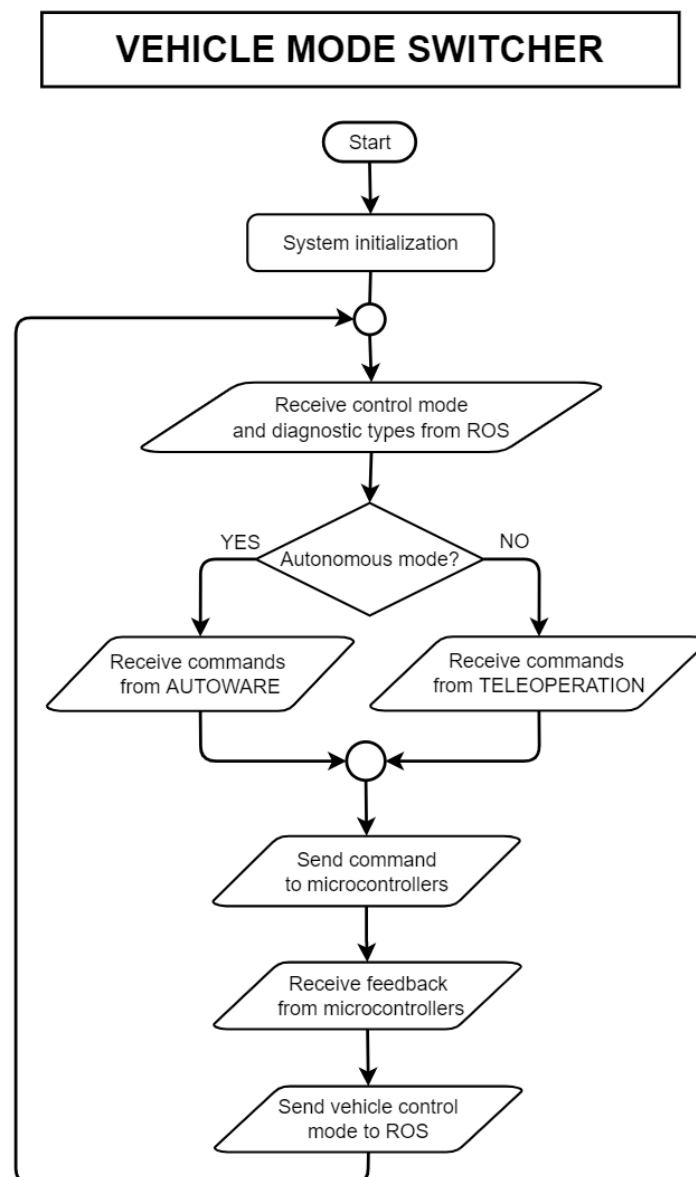 VEHICLE MODE SWITCHER
Start
System initialization
Receive control mode
and diagnostic types from ROS
Autonomous mode?
YES
NO
Receive commands
from AUTOWARE
Receive commands
from TELEOPERATION
Send command
to microcontrollers
Receive feedback
from microcontrollers
Send vehicle control
mode to ROS